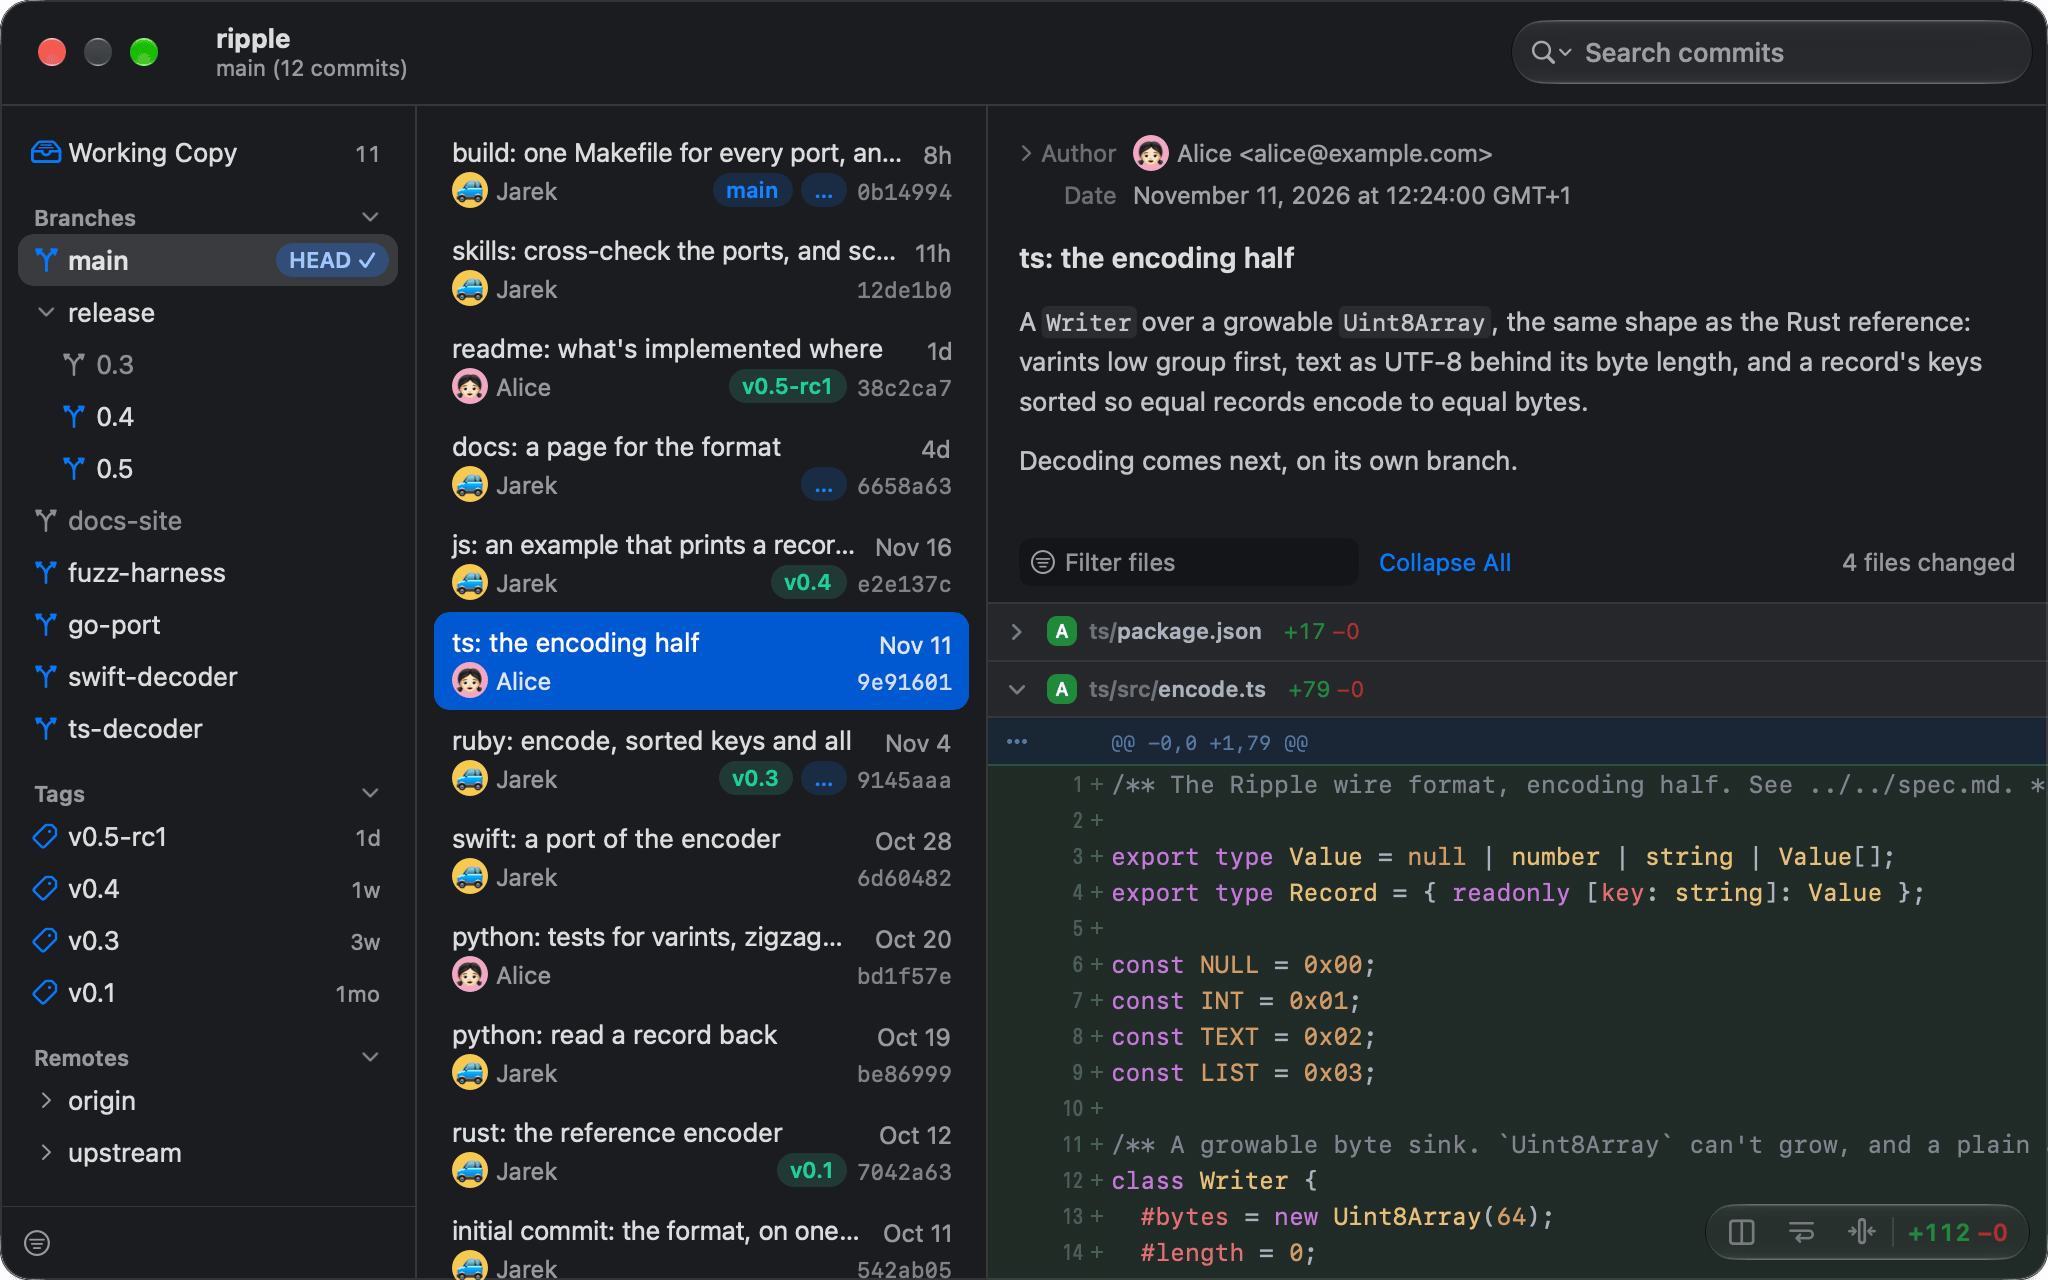 ripple
main (12 commits)
Search commits
Working Copy 11
Branches
main HEAD ✓
release
0.3
0.4
0.5
docs-site
fuzz-harness
go-port
swift-decoder
ts-decoder
Tags
v0.5-rc1 1d
v0.4 1w
v0.3 3w
v0.1 1mo
Remotes
origin
upstream
build: one Makefile for every port, an... 8h
Jarek main ... 0b14994
skills: cross-check the ports, and sc... 11h
Jarek 12de1b0
readme: what's implemented where 1d
Alice v0.5-rc1 38c2ca7
docs: a page for the format 4d
Jarek ... 6658a63
js: an example that prints a recor... Nov 16
Jarek v0.4 e2e137c
ts: the encoding half Nov 11
Alice 9e91601
ruby: encode, sorted keys and all Nov 4
Jarek v0.3 ... 9145aaa
swift: a port of the encoder Oct 28
Jarek 6d60482
python: tests for varints, zigzag... Oct 20
Alice bd1f57e
python: read a record back Oct 19
Jarek be86999
rust: the reference encoder Oct 12
Jarek v0.1 7042a63
initial commit: the format, on one... Oct 11
Jarek 542ab05
Author Alice <alice@example.com>
Date November 11, 2026 at 12:24:00 GMT+1
ts: the encoding half
A Writer over a growable Uint8Array, the same shape as the Rust reference:
varints low group first, text as UTF-8 behind its byte length, and a record's keys
sorted so equal records encode to equal bytes.
Decoding comes next, on its own branch.
Filter files Collapse All 4 files changed
A ts/package.json +17 −0
A ts/src/encode.ts +79 −0
@@ −0,0 +1,79 @@
1 + /** The Ripple wire format, encoding half. See ../../spec.md. *
2 +
3 + export type Value = null | number | string | Value[];
4 + export type Record = { readonly [key: string]: Value };
5 +
6 + const NULL = 0x00;
7 + const INT = 0x01;
8 + const TEXT = 0x02;
9 + const LIST = 0x03;
10 +
11 + /** A growable byte sink. `Uint8Array` can't grow, and a plain
12 + class Writer {
13 + #bytes = new Uint8Array(64);
14 + #length = 0;
+112 −0